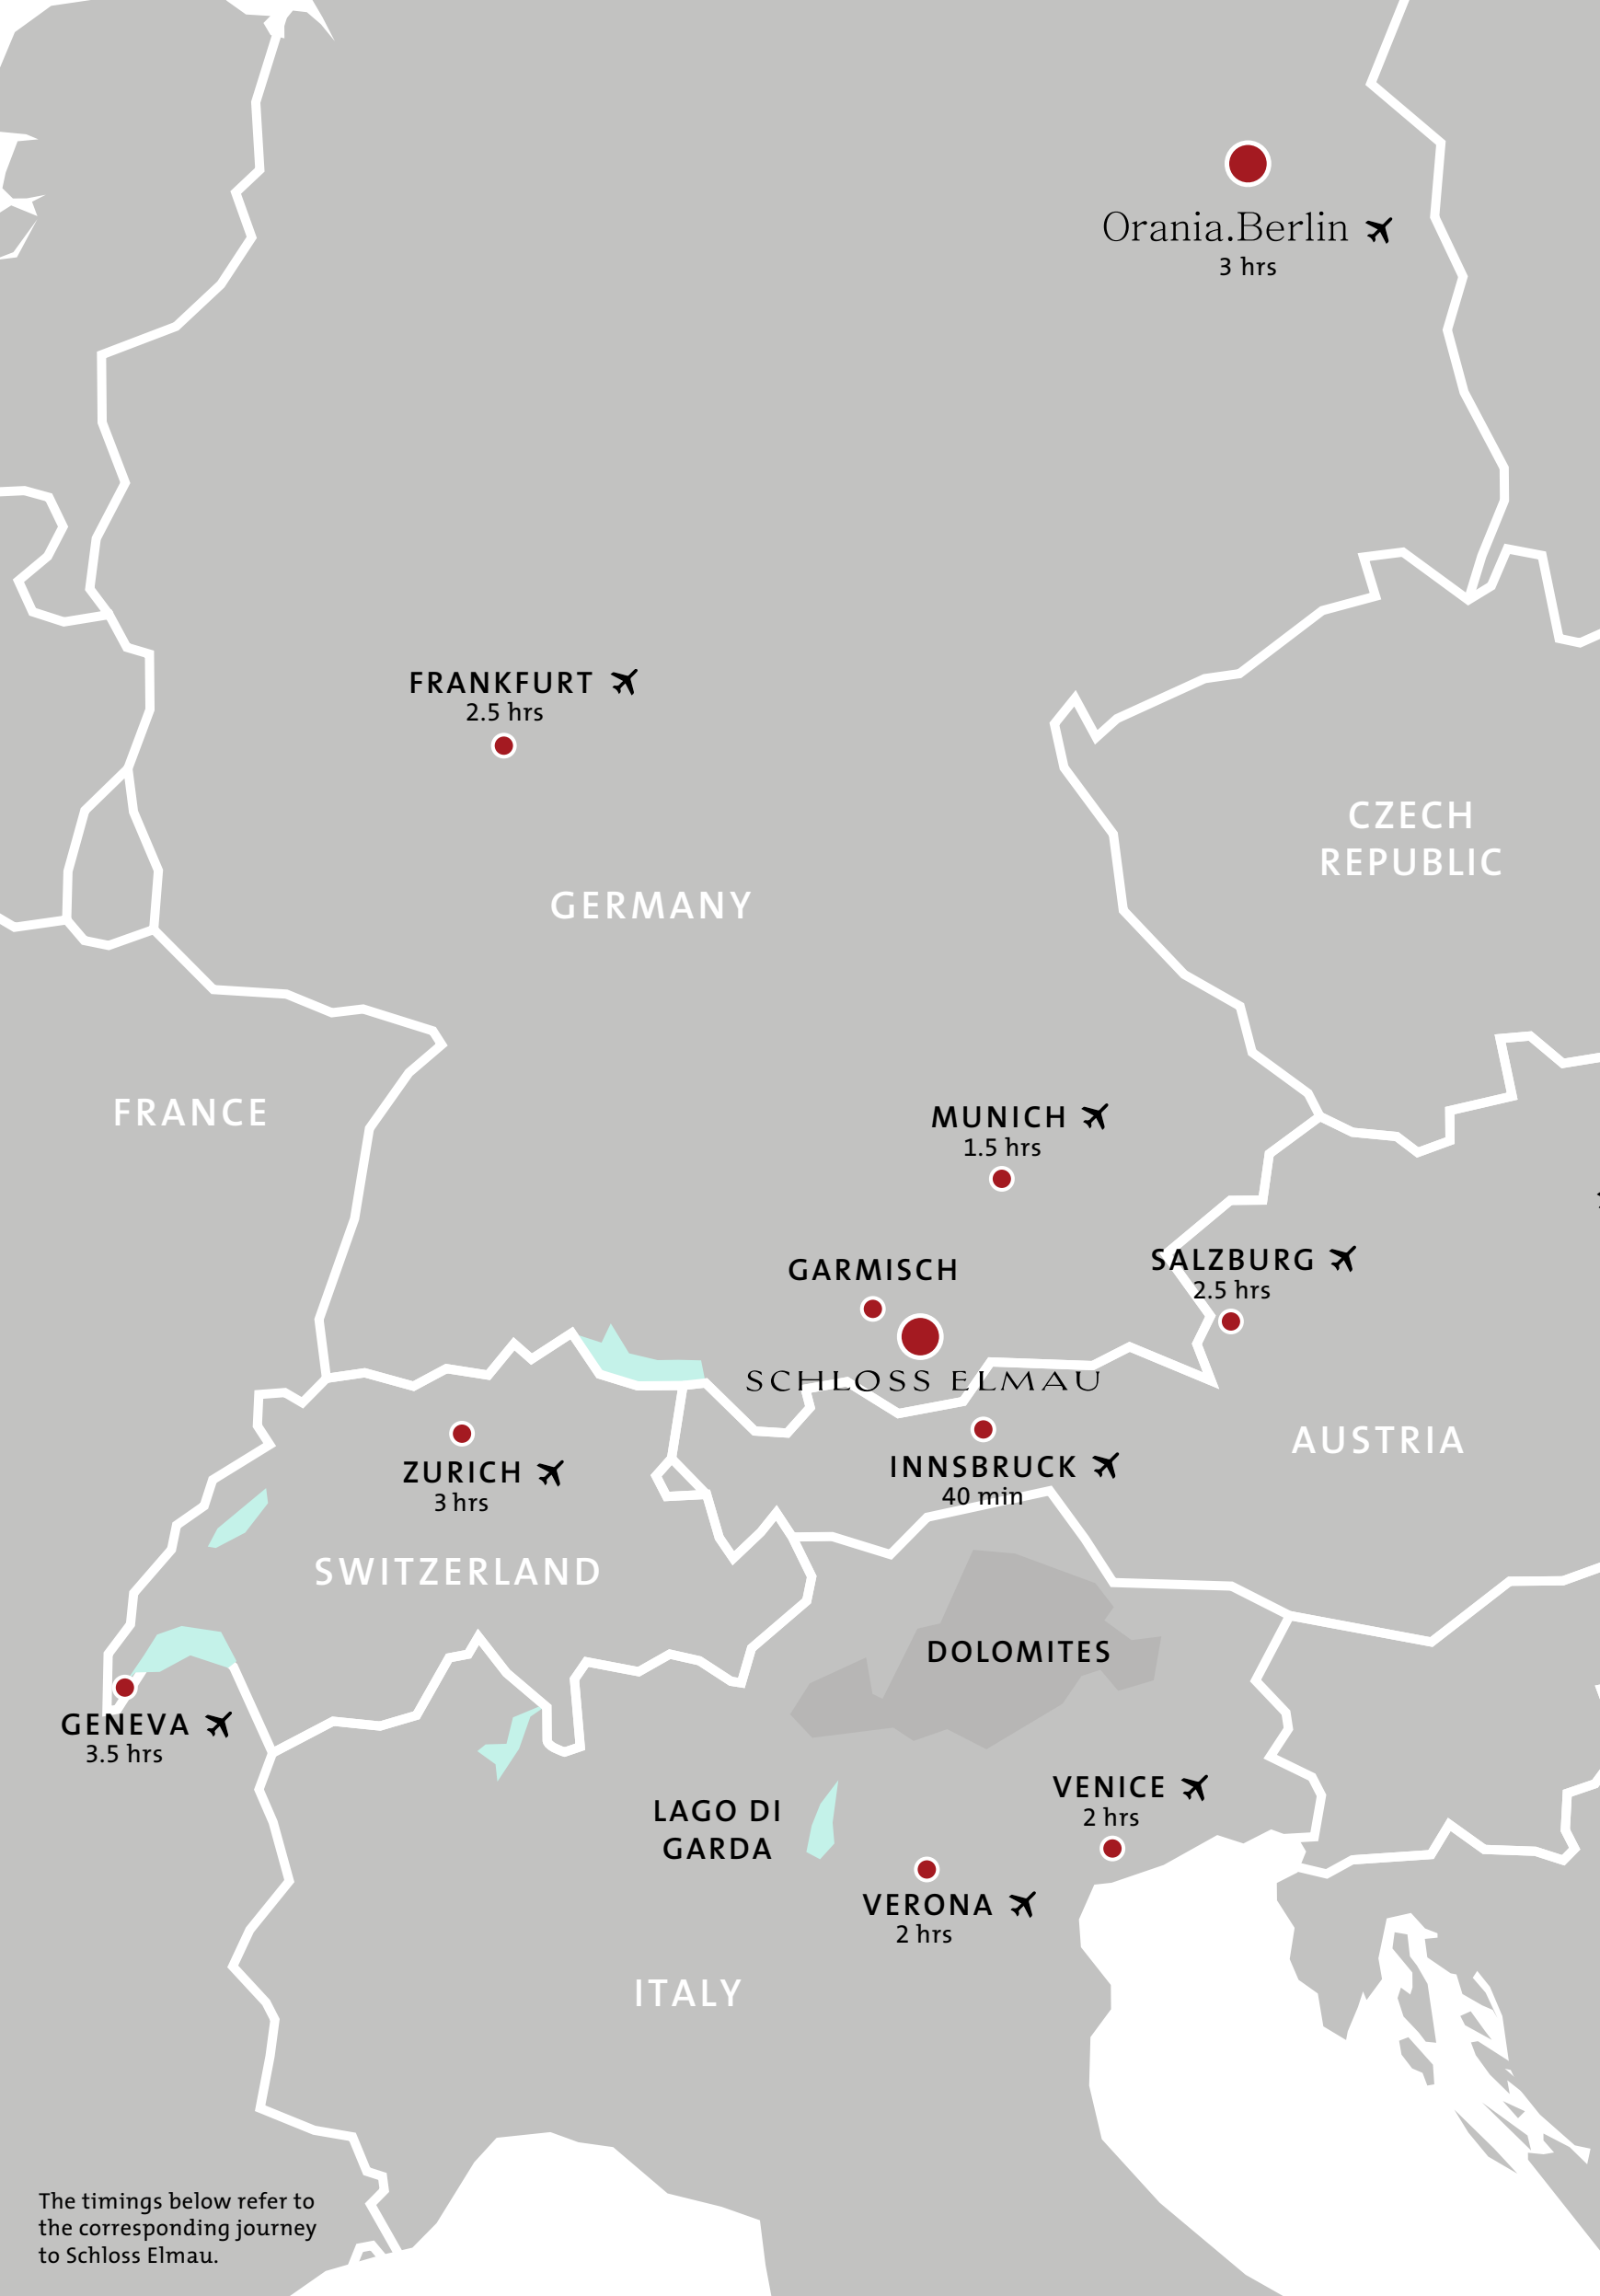 Orania.Berlin
3 hrs
FRANKFURT
2.5 hrs
CZECH
REPUBLIC
GERMANY
FRANCE
MUNICH
1.5 hrs
SALZBURG
2.5 hrs
GARMISCH
SCHLOSS ELMAU
AUSTRIA
INNSBRUCK
40 min
ZURICH
3 hrs
SWITZERLAND
DOLOMITES
GENEVA
3.5 hrs
VENICE
2 hrs
LAGO DI
GARDA
VERONA
2 hrs
ITALY
The timings below refer to
the corresponding journey
to Schloss Elmau.